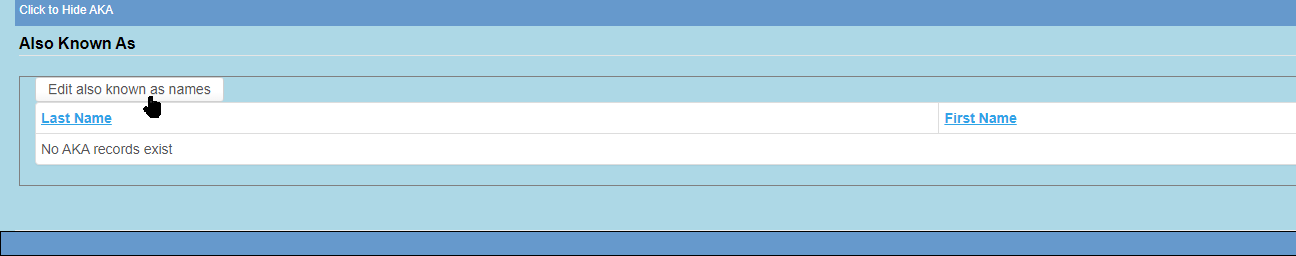 Click to Hide AKA
Also Known As
Edit also known as names
Last Name First Name
No AKA records exist